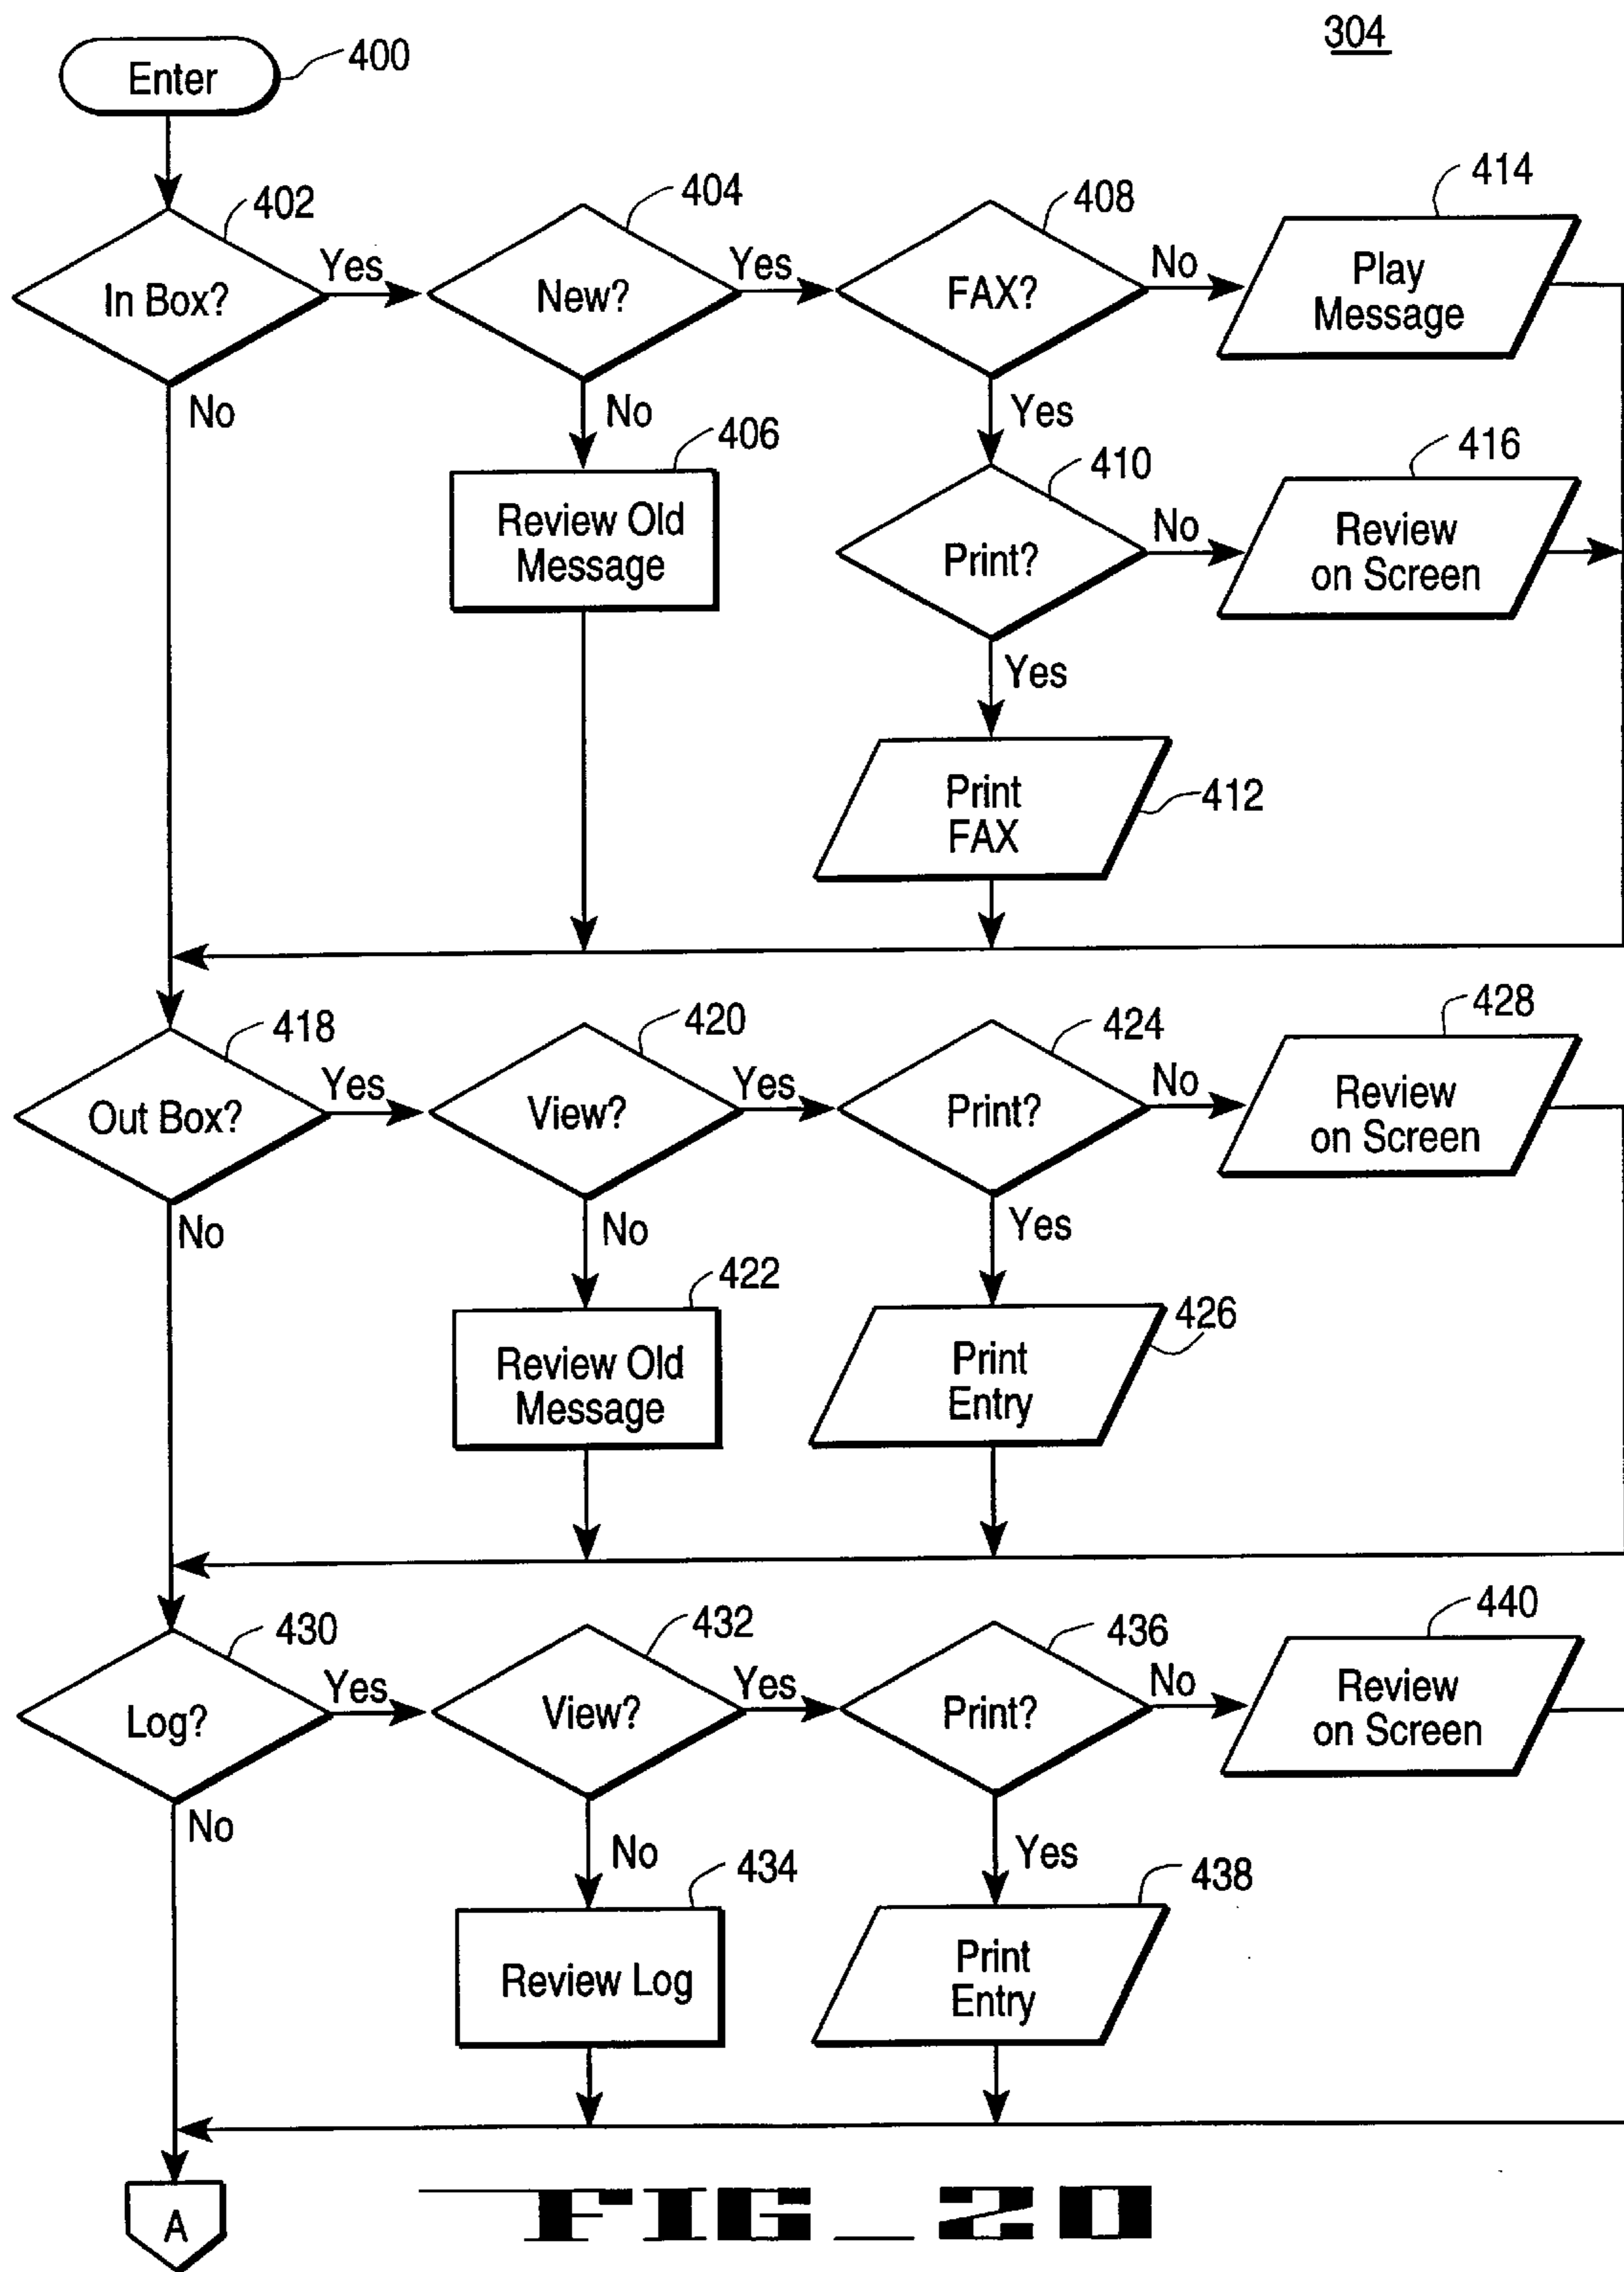 304
Enter
400
402
In Box?
Yes
No
404
New?
Yes
No
408
FAX?
No
Yes
414
Play
Message
406
Review Old
Message
410
Print?
No
Yes
416
Review
on Screen
Print
FAX
412
418
Out Box?
Yes
No
420
View?
Yes
No
424
Print?
No
Yes
428
Review
on Screen
422
Review Old
Message
426
Print
Entry
430
Log?
Yes
No
432
View?
Yes
No
436
Print?
No
Yes
440
Review
on Screen
434
Review Log
438
Print
Entry
A
FIG_20